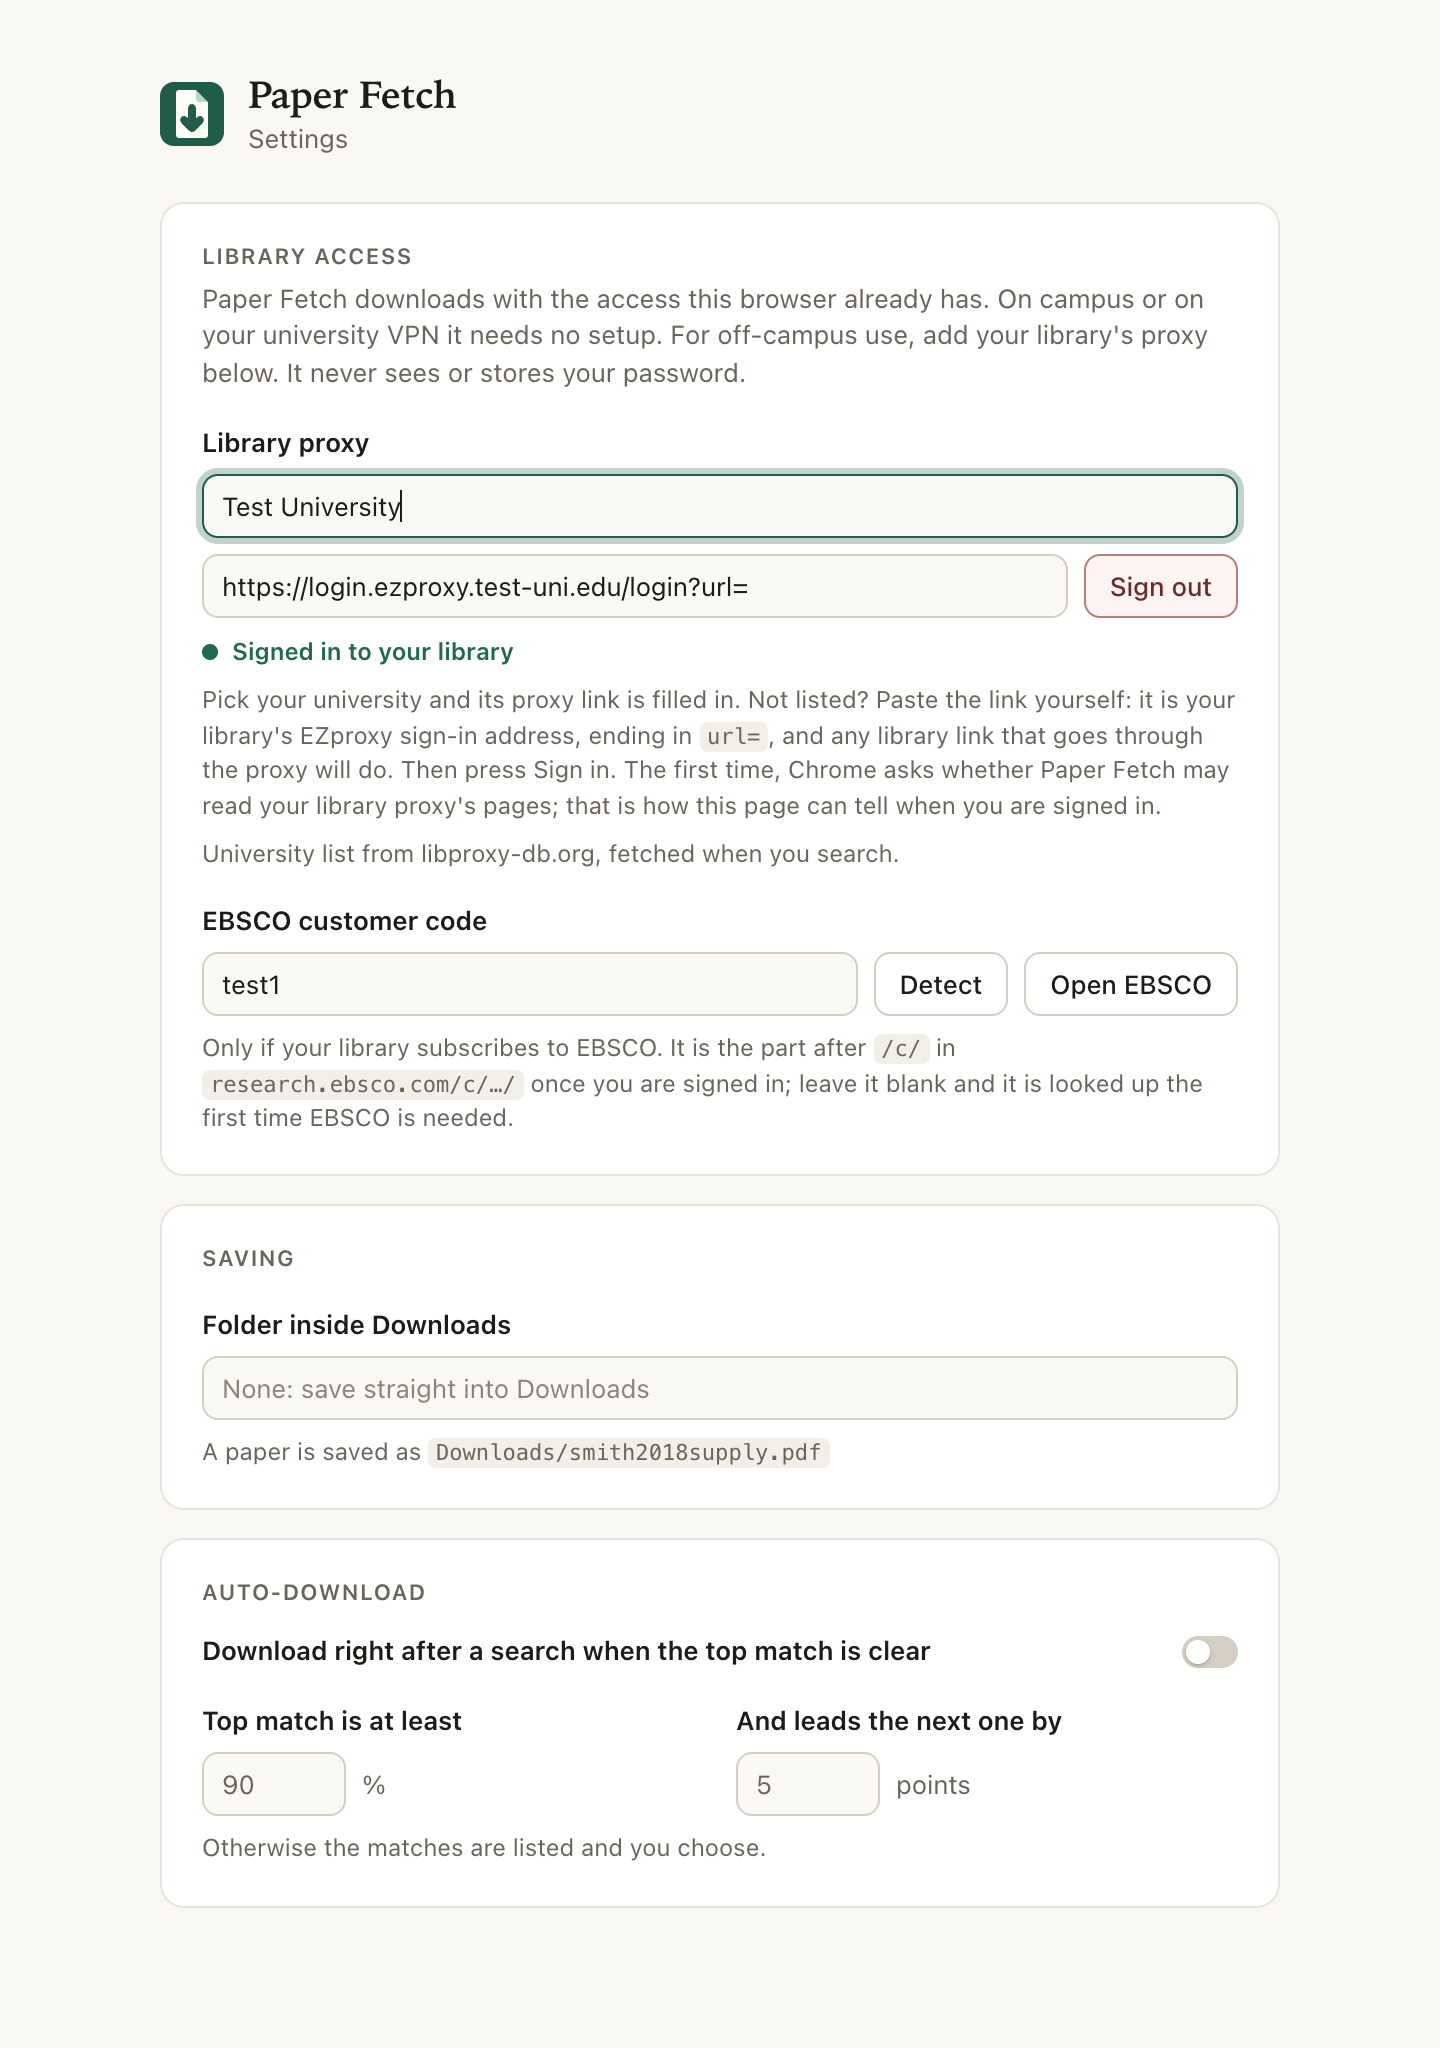 Paper Fetch
Settings
LIBRARY ACCESS
Paper Fetch downloads with the access this browser already has. On campus or on
your university VPN it needs no setup. For off-campus use, add your library's proxy
below. It never sees or stores your password.
Library proxy
Test University
https://login.ezproxy.test-uni.edu/login?url=
Sign out
Signed in to your library
Pick your university and its proxy link is filled in. Not listed? Paste the link yourself: it is your
library's EZproxy sign-in address, ending in url=, and any library link that goes through
the proxy will do. Then press Sign in. The first time, Chrome asks whether Paper Fetch may
read your library proxy's pages; that is how this page can tell when you are signed in.
University list from libproxy-db.org, fetched when you search.
EBSCO customer code
test1
Detect
Open EBSCO
Only if your library subscribes to EBSCO. It is the part after /c/ in
research.ebsco.com/c/…/ once you are signed in; leave it blank and it is looked up the
first time EBSCO is needed.
SAVING
Folder inside Downloads
None: save straight into Downloads
A paper is saved as Downloads/smith2018supply.pdf
AUTO-DOWNLOAD
Download right after a search when the top match is clear
Top match is at least
And leads the next one by
90 %
5 points
Otherwise the matches are listed and you choose.